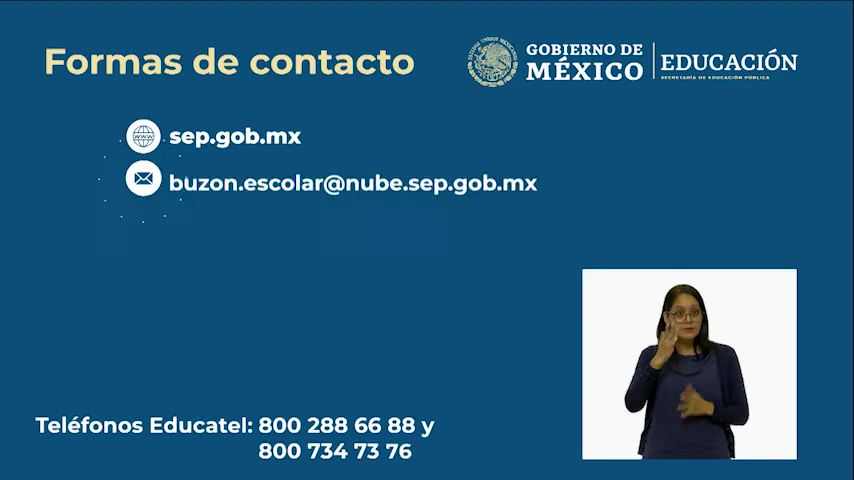 Formas de contacto
GOBIERNO DE
MÉXICO
EDUCACIÓN
SECRETARÍA DE EDUCACIÓN PÚBLICA
www
sep.gob.mx
buzon.escolar@nube.sep.gob.mx
Teléfonos Educatel: 800 288 66 88 y
800 734 73 76